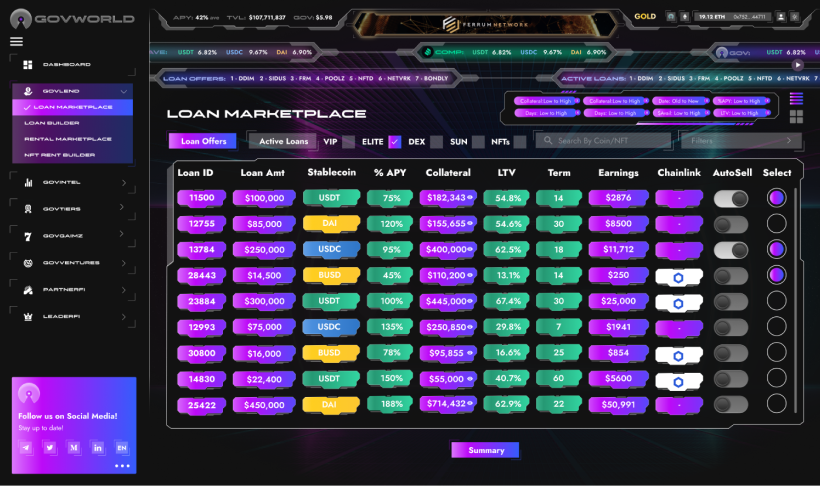 GOVWORLD
APY: 42% AVG TVL: $107,711,837 GOV: $5.98
FERRUM NETWORK
GOLD
19.12 ETH 0x752...44711
AVE: USDT 6.82% USDC 9.67% DAI 6.90%
COMP: USDT 6.82% USDC 9.67% DAI 6.90%
GOV: USDT 6.82% U
LOAN OFFERS: 1 - DDIM 2 - SIDUS 3 - FRM 4 - POOLZ 5 - NFTD 6 - NETVRK 7 - BONDLY
ACTIVE LOANS: 1 - DDIM 2 - SIDUS 3 - FRM 4 - POOLZ 5 - NFTD 6 - NETVRK 7
DASHBOARD
GOVLEND
LOAN MARKETPLACE
LOAN BUILDER
RENTAL MARKETPLACE
NFT RENT BUILDER
GOVINTEL
GOVTIERS
GOVGAIMZ
GOVVENTURES
PARTNERFI
LEADERFI
Follow us on Social Media!
Stay up to date!
EN
LOAN MARKETPLACE
Collateral:Low to High Collateral:Low to High Date: Old to New %APY: Low to High
Days: Low to High Days: Low to High $Amnt: Low to High LTV: Low to High
Loan Offers Active Loans VIP ELITE DEX SUN NFTs Search By Coin/NFT Filters
Loan ID Loan Amt Stablecoin % APY Collateral LTV Term Earnings Chainlink AutoSell Select
11500 $100,000 USDT 75% $182,343 54.8% 14 $2876 -
12755 $85,000 DAI 120% $155,655 54.6% 30 $8500 -
13784 $250,000 USDC 95% $400,000 62.5% 18 $11,712 -
28443 $14,500 BUSD 45% $110,200 13.1% 14 $250
23884 $300,000 USDT 100% $445,000 67.4% 30 $25,000
12993 $75,000 USDC 135% $250,850 29.8% 7 $1941 -
30800 $16,000 BUSD 78% $95,855 16.6% 25 $854
14830 $22,400 USDT 150% $55,000 40.7% 60 $5600
25422 $450,000 DAI 188% $714,432 62.9% 22 $50,991 -
Summary